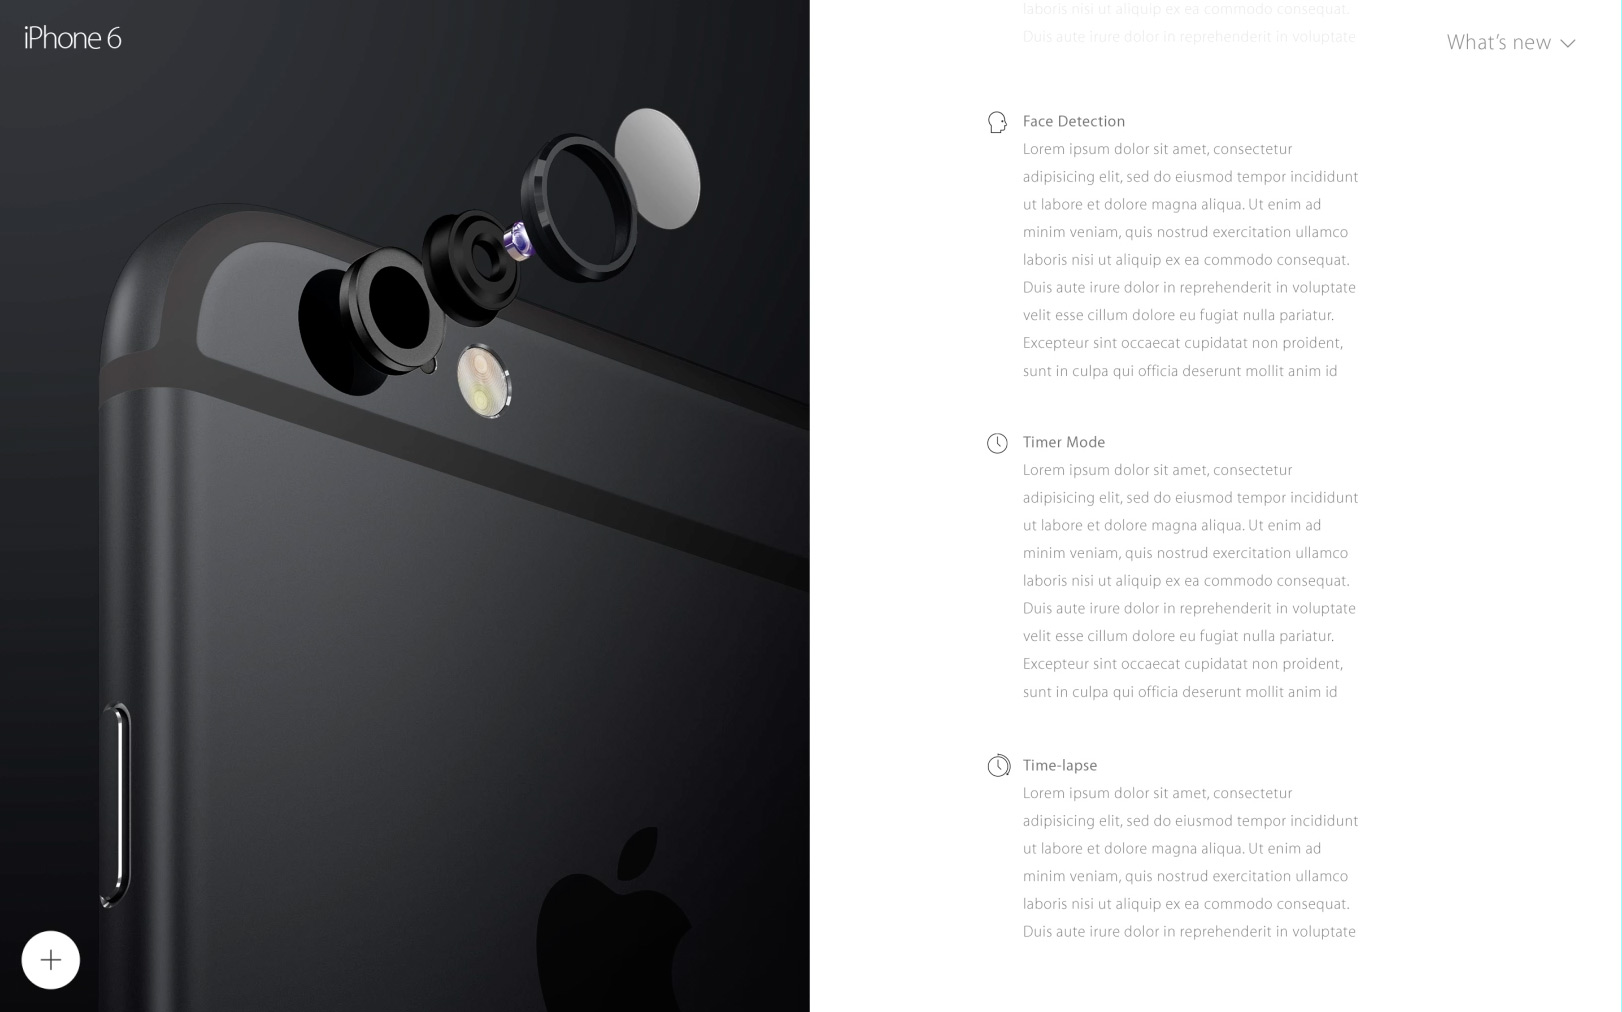 iPhone 6
What's new
laboris nisi ut aliquip ex ea commodo consequat.
Duis aute irure dolor in reprehenderit in voluptate
Face Detection
Lorem ipsum dolor sit amet, consectetur
adipisicing elit, sed do eiusmod tempor incididunt
ut labore et dolore magna aliqua. Ut enim ad
minim veniam, quis nostrud exercitation ullamco
laboris nisi ut aliquip ex ea commodo consequat.
Duis aute irure dolor in reprehenderit in voluptate
velit esse cillum dolore eu fugiat nulla pariatur.
Excepteur sint occaecat cupidatat non proident,
sunt in culpa qui officia deserunt mollit anim id
Timer Mode
Lorem ipsum dolor sit amet, consectetur
adipisicing elit, sed do eiusmod tempor incididunt
ut labore et dolore magna aliqua. Ut enim ad
minim veniam, quis nostrud exercitation ullamco
laboris nisi ut aliquip ex ea commodo consequat.
Duis aute irure dolor in reprehenderit in voluptate
velit esse cillum dolore eu fugiat nulla pariatur.
Excepteur sint occaecat cupidatat non proident,
sunt in culpa qui officia deserunt mollit anim id
Time-lapse
Lorem ipsum dolor sit amet, consectetur
adipisicing elit, sed do eiusmod tempor incididunt
ut labore et dolore magna aliqua. Ut enim ad
minim veniam, quis nostrud exercitation ullamco
laboris nisi ut aliquip ex ea commodo consequat.
Duis aute irure dolor in reprehenderit in voluptate